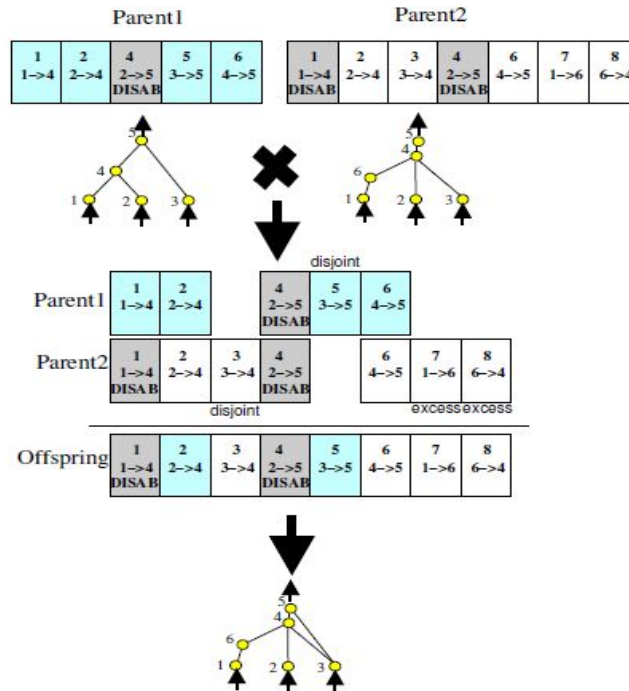 Parent1 Parent2
1 2 4 5 6 1 2 3 4 6 7 8
1->4 2->4 2->5 3->5 4->5 1->4 2->4 3->4 2->5 4->5 1->6 6->4
DISAB DISAB DISAB
5 5
4
4 6
1 2 3 1 2 3
disjoint
1 2 4 5 6
Parent1 1->4 2->4 2->5 3->5 4->5
DISAB
1 2 3 4 6 7 8
Parent2 1->4 2->4 3->4 2->5 4->5 1->6 6->4
DISAB DISAB
disjoint excess excess
1 2 3 4 5 6 7 8
Offspring 1->4 2->4 3->4 2->5 3->5 4->5 1->6 6->4
DISAB DISAB
5
4
6
1 2 3